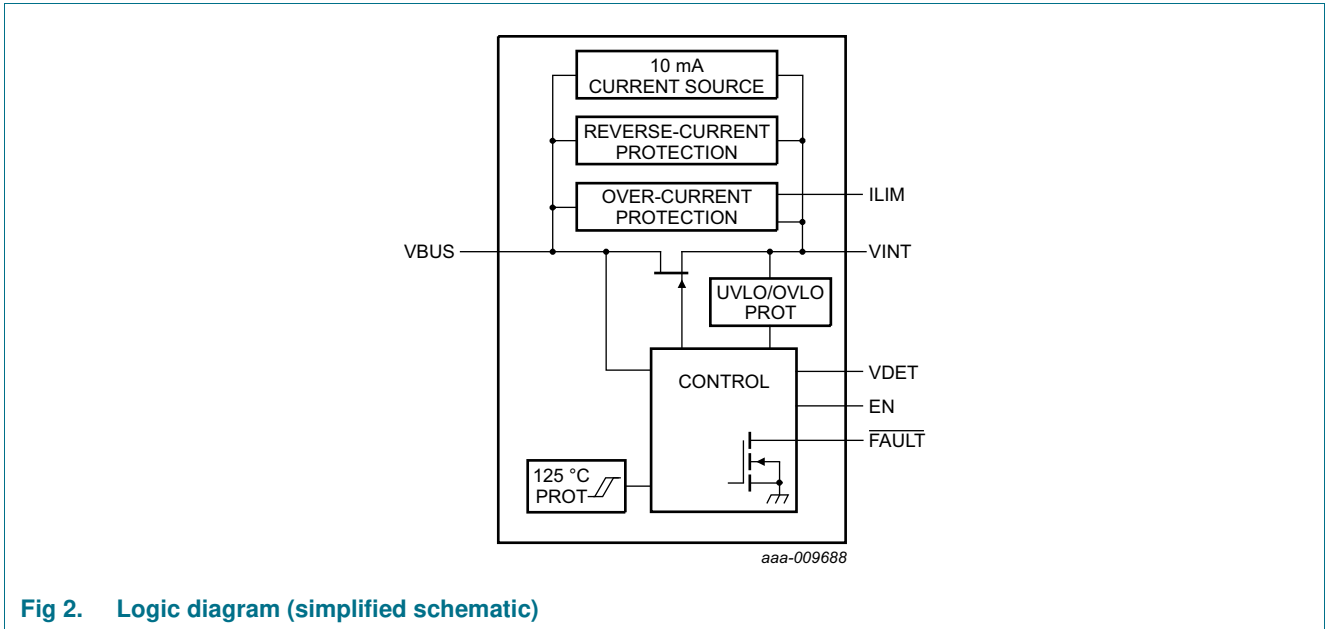 10 mA
CURRENT SOURCE
REVERSE-CURRENT
PROTECTION
OVER-CURRENT
PROTECTION
ILIM
VBUS
VINT
UVLO/OVLO
PROT
CONTROL
VDET
EN
FAULT
125 °C
PROT
aaa-009688
Fig 2. Logic diagram (simplified schematic)